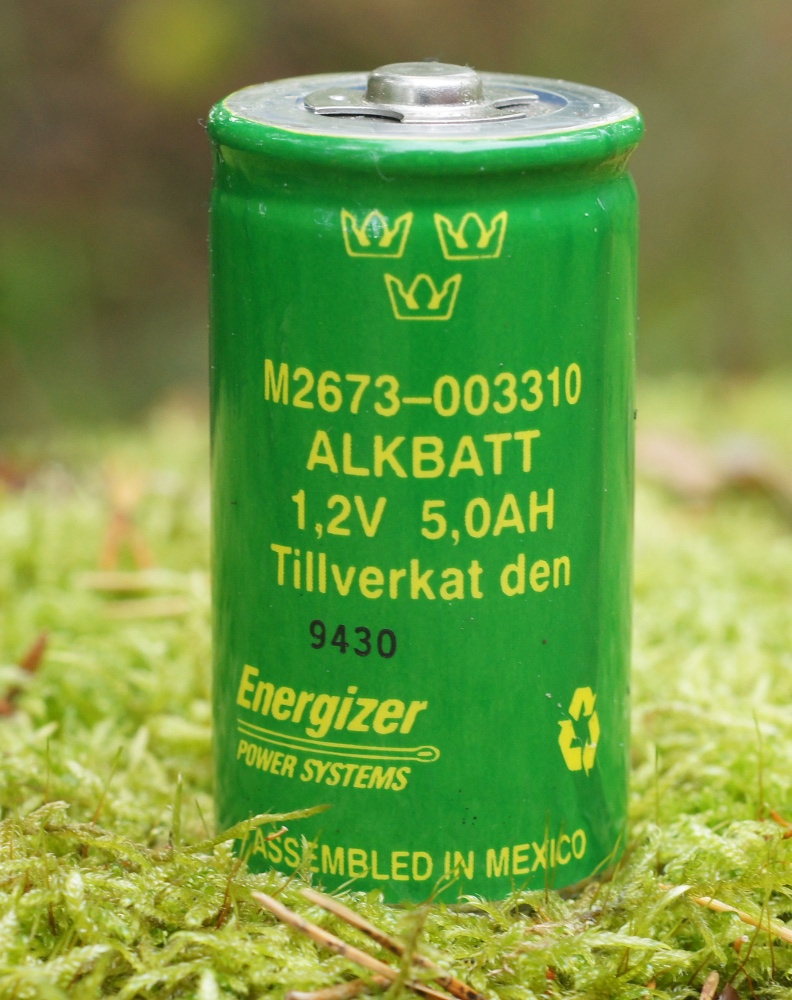 M2673–003310
ALKBATT
1,2V 5,0AH
Tillverkat den
9430
Energizer
POWER SYSTEMS
ASSEMBLED IN MEXICO